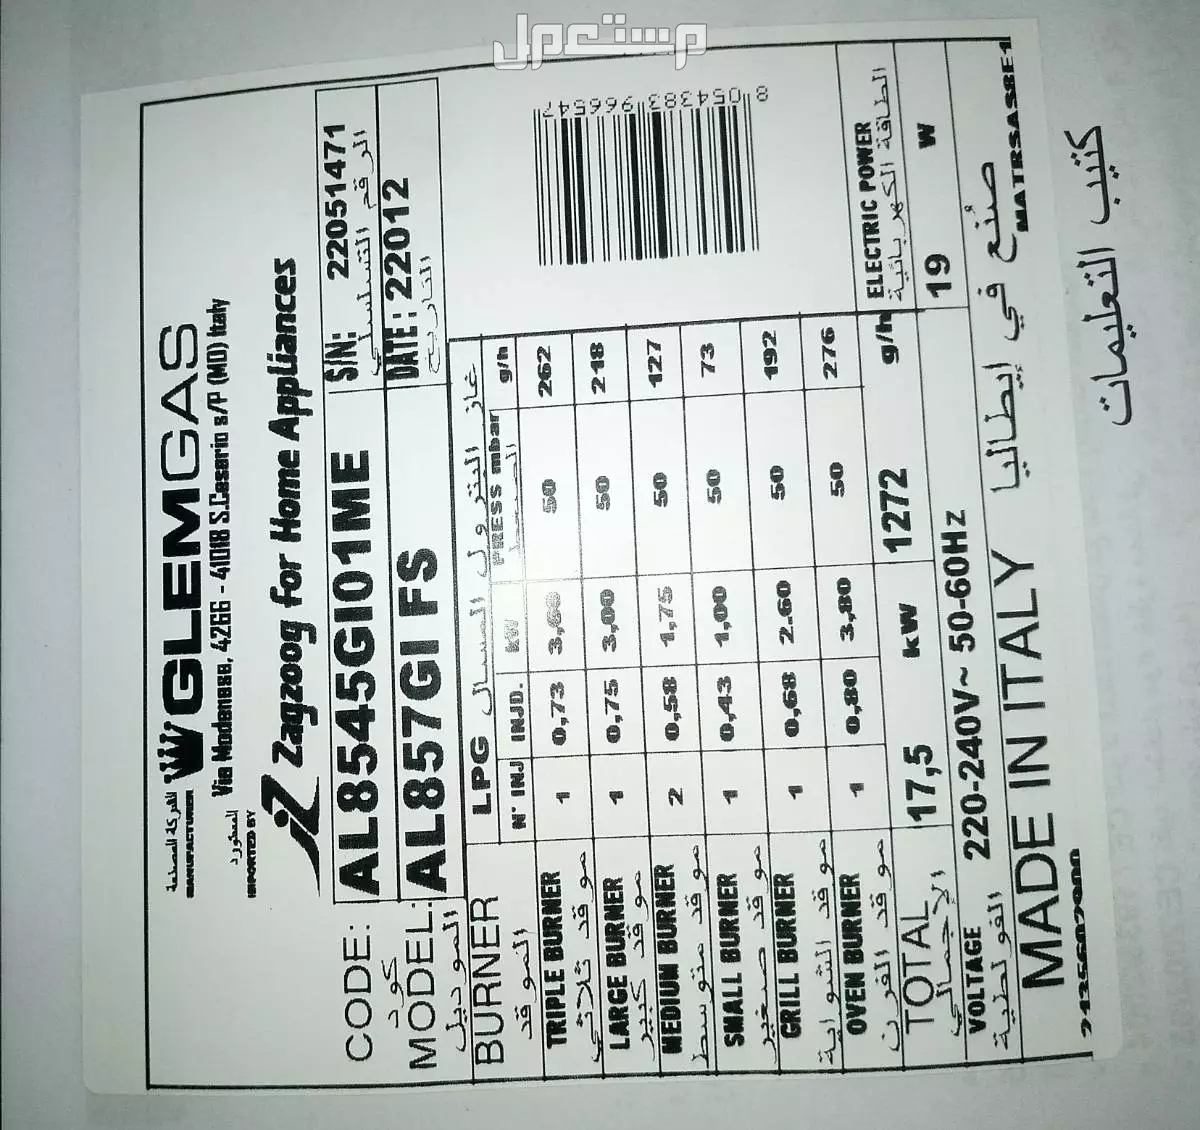 مستعمل
الشركة المصنعة
MANUFACTURER
GLEMGAS
Via Modenese, 4266 - 41018 S.Cesario s/P (MO) Italy
المستورد
IMPORTED BY
Zagzoog for Home Appliances
CODE: AL8545GI01ME S/N: 22051471
كود الرقم التسلسلي
MODEL: AL857GI FS DATE: 22012
الموديل التاريخ
BURNER LPG غاز البترول المسال
الموقد N° INJ INJD. kW PRESS mbar g/h
TRIPLE BURNER 1 0,73 3,60 50 262
موقد ثلاثي
LARGE BURNER 1 0,75 3,00 50 218
موقد كبير
MEDIUM BURNER 2 0,58 1,75 50 127
موقد متوسط
SMALL BURNER 1 0,43 1,00 50 73
موقد صغير
GRILL BURNER 1 0,68 2.60 50 192
موقد الشواية
OVEN BURNER 1 0,80 3,80 50 276
موقد الفرن
8 054383 966547
ELECTRIC POWER
الطاقة الكهربائية
TOTAL 17,5 kW 1272 g/h 19 W
الإجمالي
VOLTAGE 220-240V~ 50-60Hz
الفولطية
MADE IN ITALY صُنع في إيطاليا
MATRSASBE1
كتيب التعليمات